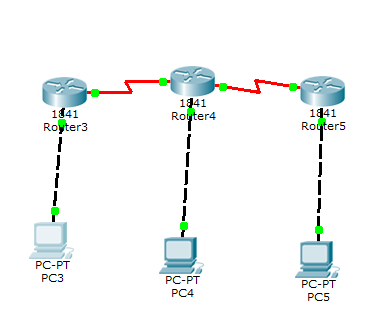 1841
Router3
1841
Router4
1841
Router5
PC-PT
PC3
PC-PT
PC4
PC-PT
PC5